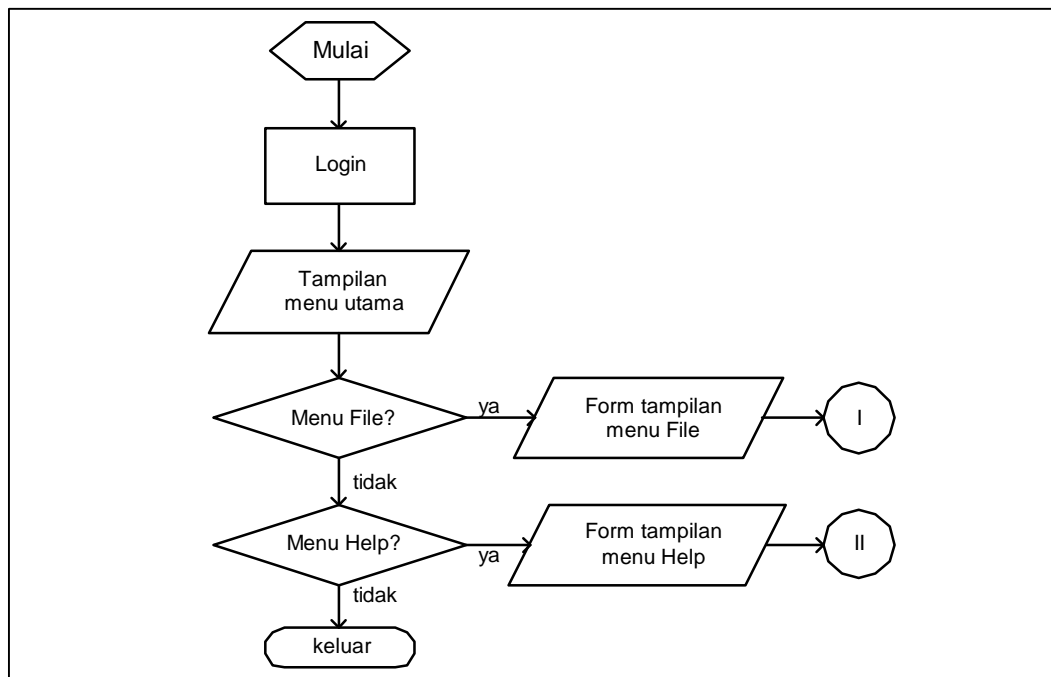 Mulai
Login
Tampilan
menu utama
Menu File?
ya
Form tampilan
menu File
I
tidak
Menu Help?
ya
Form tampilan
menu Help
II
tidak
keluar